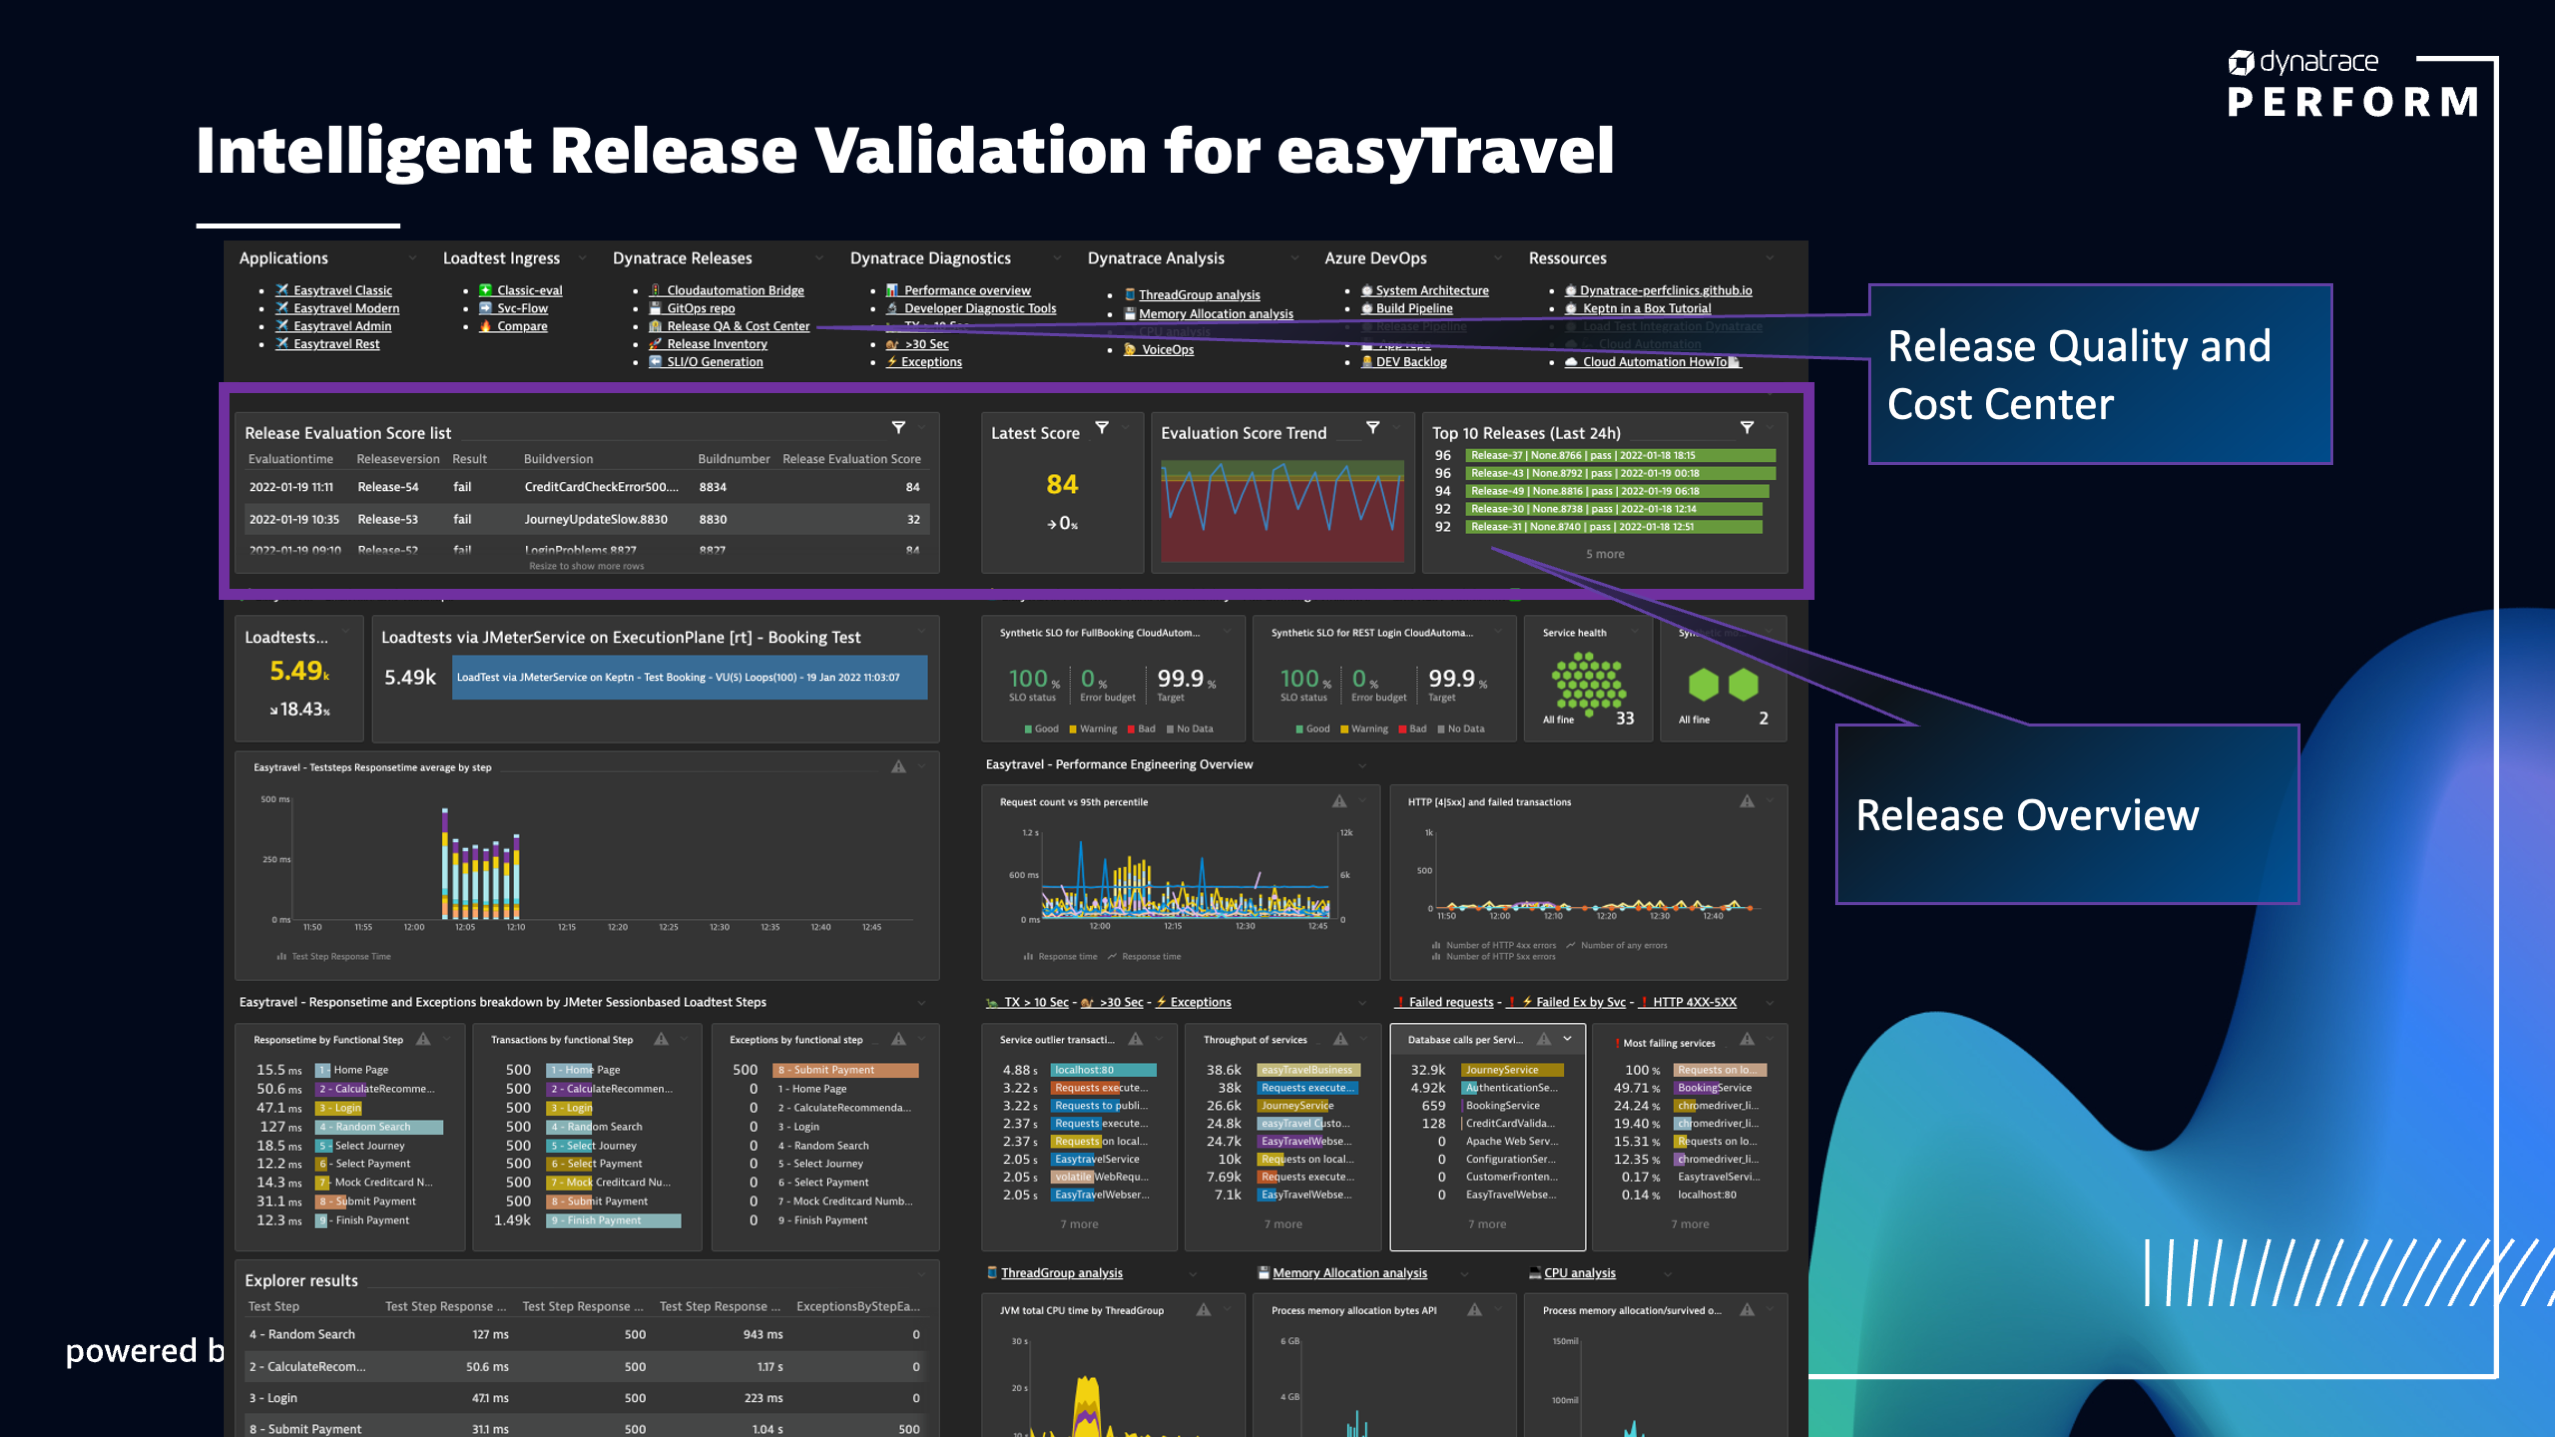 dynatrace
PERFORM
Intelligent Release Validation for easyTravel
Applications
Easytravel Classic
Easytravel Modern
Easytravel Admin
Easytravel Rest
Loadtest Ingress
Classic-eval
Svc-Flow
Compare
Dynatrace Releases
Cloudautomation Bridge
GitOps repo
Release QA & Cost Center
Release Inventory
SLI/O Generation
Dynatrace Diagnostics
Performance overview
Developer Diagnostic Tools
TX > 10 Sec
>30 Sec
Exceptions
Dynatrace Analysis
ThreadGroup analysis
Memory Allocation analysis
CPU analysis
VoiceOps
Azure DevOps
System Architecture
Build Pipeline
Release Pipeline
App repo
DEV Backlog
Ressources
Dynatrace-perfclinics.github.io
Keptn in a Box Tutorial
Load Test Integration Dynatrace
Cloud Automation
Cloud Automation HowTo
Release Quality and
Cost Center
Release Evaluation Score list
Evaluationtime Releaseversion Result Buildversion Buildnumber Release Evaluation Score
2022-01-19 11:11 Release-54 fail CreditCardCheckError500.... 8834 84
2022-01-19 10:35 Release-53 fail JourneyUpdateSlow.8830 8830 32
2022-01-19 09:10 Release-52 fail LoginProblems.8827 8827 84
Resize to show more rows
Latest Score
84
→0%
Evaluation Score Trend
Top 10 Releases (Last 24h)
96 Release-37 | None.8766 | pass | 2022-01-18 18:15
96 Release-43 | None.8792 | pass | 2022-01-19 00:18
94 Release-49 | None.8816 | pass | 2022-01-19 06:18
92 Release-30 | None.8738 | pass | 2022-01-18 12:14
92 Release-31 | None.8740 | pass | 2022-01-18 12:51
5 more
Release Overview
Loadtests...
5.49k
18.43%
Loadtests via JMeterService on ExecutionPlane [rt] - Booking Test
5.49k LoadTest via JMeterService on Keptn - Test Booking - VU(5) Loops(100) - 19 Jan 2022 11:03:07
Synthetic SLO for FullBooking CloudAutom...
100 % 0 % 99.9 %
SLO status Error budget Target
Good Warning Bad No Data
Synthetic SLO for REST Login CloudAutoma...
100 % 0 % 99.9 %
SLO status Error budget Target
Good Warning Bad No Data
Service health
All fine 33
All fine 2
Easytravel - Teststeps Responsetime average by step
500 ms
250 ms
0 ms
11:50 11:55 12:00 12:05 12:10 12:15 12:20 12:25 12:30 12:35 12:40 12:45
Test Step Response Time
Easytravel - Performance Engineering Overview
Request count vs 95th percentile
1.2 s 12k
600 ms 6k
0 ms 0
12:00 12:15 12:30 12:45
Response time Response time
HTTP [4|5xx] and failed transactions
1k
500
0
11:50 12:00 12:10 12:20 12:30 12:40
Number of HTTP 4xx errors Number of any errors
Number of HTTP 5xx errors
Easytravel - Responsetime and Exceptions breakdown by JMeter Sessionbased Loadtest Steps
Responsetime by Functional Step
15.5 ms 1 - Home Page
50.6 ms 2 - CalculateRecomme...
47.1 ms 3 - Login
127 ms 4 - Random Search
18.5 ms 5 - Select Journey
12.2 ms 6 - Select Payment
14.3 ms 7 - Mock Creditcard N...
31.1 ms 8 - Submit Payment
12.3 ms 9 - Finish Payment
Transactions by functional Step
500 1 - Home Page
500 2 - CalculateRecommen...
500 3 - Login
500 4 - Random Search
500 5 - Select Journey
500 6 - Select Payment
500 7 - Mock Creditcard Nu...
500 8 - Submit Payment
1.49k 9 - Finish Payment
Exceptions by functional step
500 8 - Submit Payment
0 1 - Home Page
0 2 - CalculateRecommenda...
0 3 - Login
0 4 - Random Search
0 5 - Select Journey
0 6 - Select Payment
0 7 - Mock Creditcard Numb...
0 9 - Finish Payment
TX > 10 Sec - >30 Sec - Exceptions
Service outlier transacti...
4.88 s localhost:80
3.22 s Requests execute...
3.22 s Requests to publi...
2.37 s Requests execute...
2.37 s Requests on local...
2.05 s EasytravelService
2.05 s volatile WebRequ...
2.05 s EasyTravelWebser...
7 more
Throughput of services
38.6k easyTravelBusiness
38k Requests execute...
26.6k JourneyService
24.8k easyTravel Custo...
24.7k EasyTravelWebse...
10k Requests on local...
7.69k Requests execute...
7.1k EasyTravelWebse...
7 more
Failed requests - Failed Ex by Svc - HTTP 4XX-5XX
Database calls per Servi...
32.9k JourneyService
4.92k AuthenticationSe...
659 BookingService
128 CreditCardValida...
0 Apache Web Serv...
0 ConfigurationSer...
0 CustomerFronten...
0 EasyTravelWebse...
7 more
Most failing services
100 % Requests on lo...
49.71 % BookingService
24.24 % chromedriver_li...
19.40 % chromedriver_li...
15.31 % Requests on lo...
12.35 % chromedriver_li...
0.17 % EasytravelServi...
0.14 % localhost:80
7 more
Explorer results
Test Step Test Step Response ... Test Step Response ... Test Step Response ... ExceptionsByStepEa...
4 - Random Search 127 ms 500 943 ms 0
2 - CalculateRecom... 50.6 ms 500 1.17 s 0
3 - Login 47.1 ms 500 223 ms 0
8 - Submit Payment 31.1 ms 500 1.04 s 500
ThreadGroup analysis
JVM total CPU time by ThreadGroup
30 s
20 s
10 s
Memory Allocation analysis
Process memory allocation bytes API
6 GB
4 GB
CPU analysis
Process memory allocation/survived o...
150mil
100mil
powered b